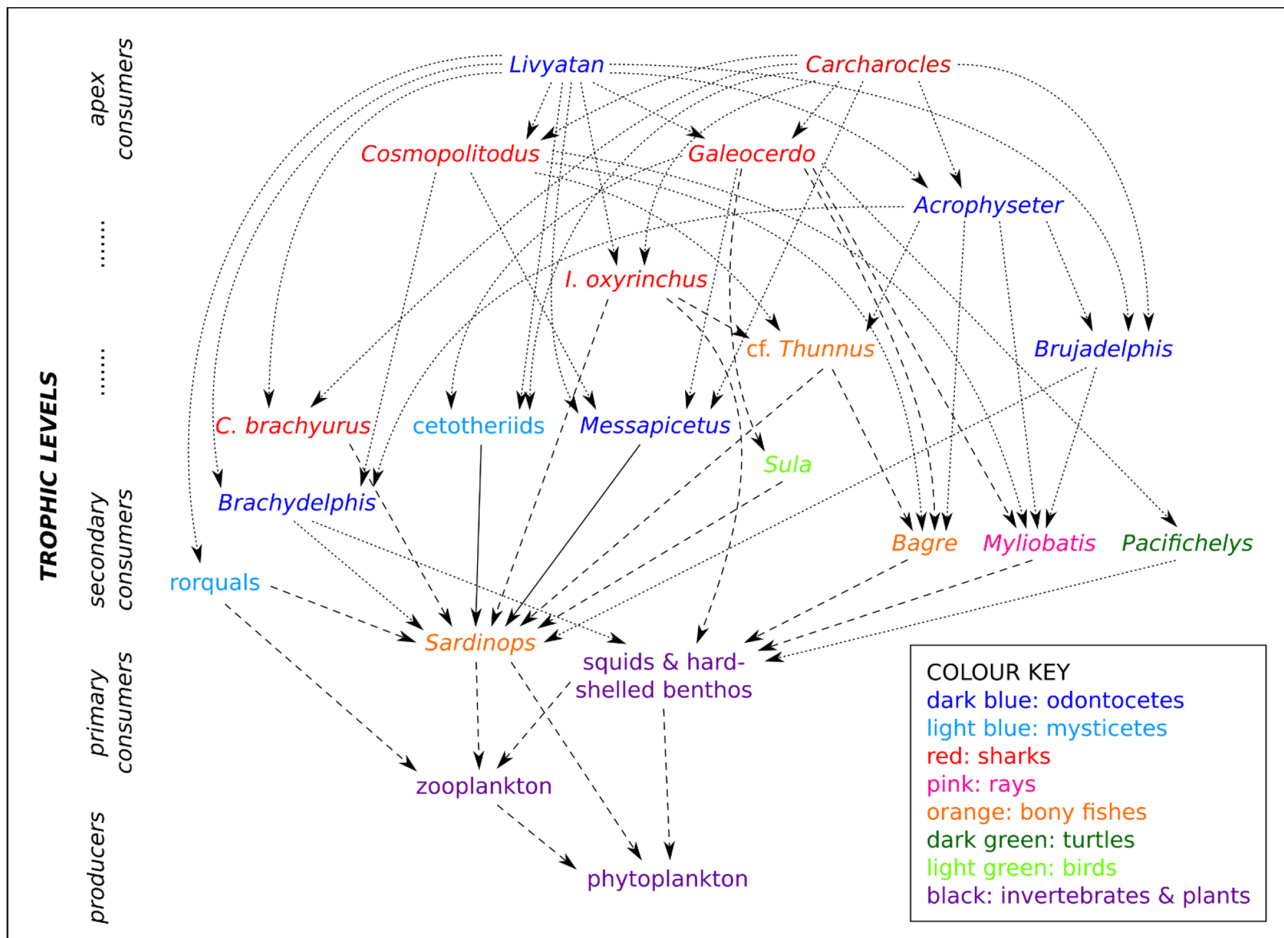 TROPHIC LEVELS
apex
consumers
........
........
secondary
consumers
primary
consumers
producers
Livyatan
Carcharocles
Cosmopolitodus
Galeocerdo
Acrophyseter
I. oxyrinchus
cf. Thunnus
Brujadelphis
C. brachyurus
cetotheriids
Messapicetus
Sula
Brachydelphis
Bagre
Myliobatis
Pacifichelys
rorquals
Sardinops
squids & hard-
shelled benthos
zooplankton
phytoplankton
COLOUR KEY
dark blue: odontocetes
light blue: mysticetes
red: sharks
pink: rays
orange: bony fishes
dark green: turtles
light green: birds
black: invertebrates & plants